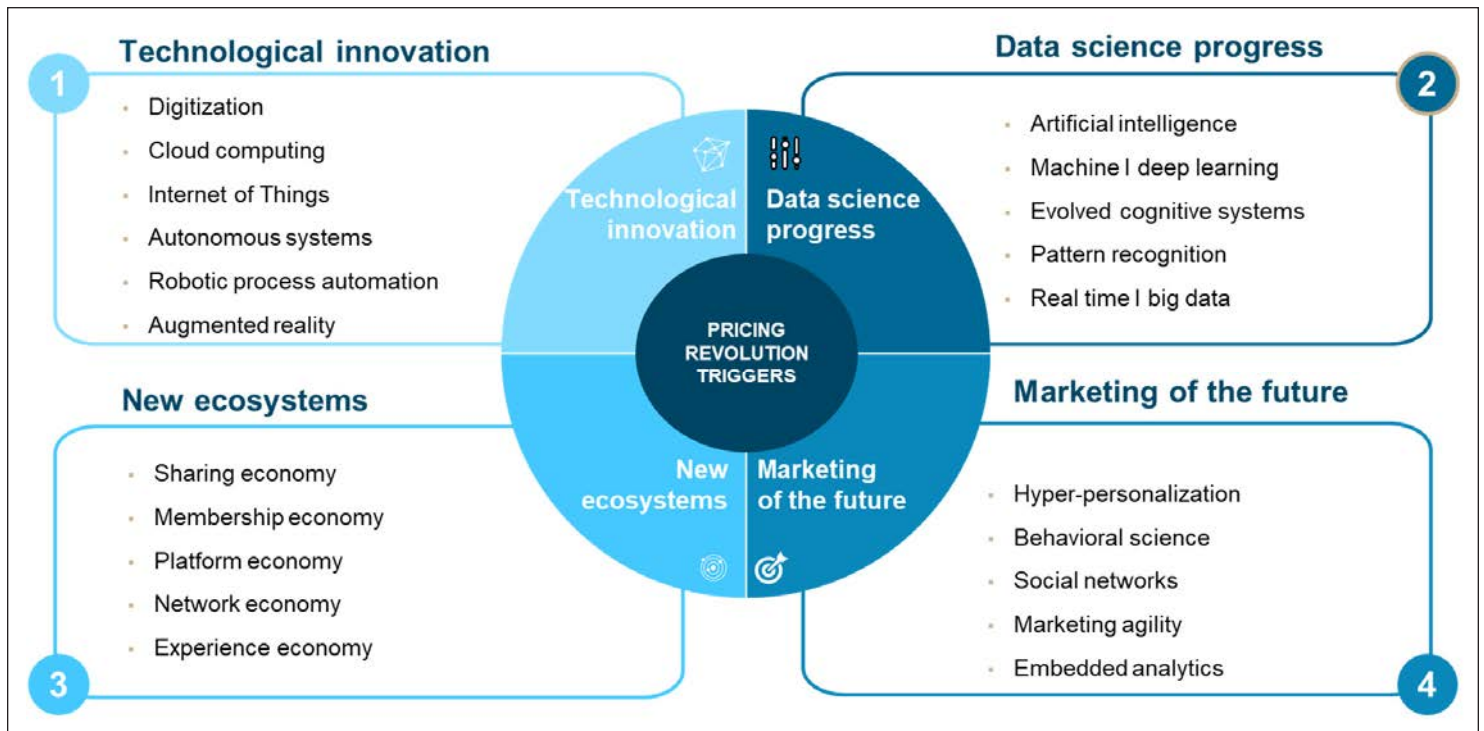 Technological innovation
1
Digitization
Cloud computing
Internet of Things
Autonomous systems
Robotic process automation
Augmented reality
Data science progress
2
Artificial intelligence
Machine I deep learning
Evolved cognitive systems
Pattern recognition
Real time I big data
Technological
innovation
Data science
progress
PRICING
REVOLUTION
TRIGGERS
New
ecosystems
Marketing
of the future
New ecosystems
Sharing economy
Membership economy
Platform economy
Network economy
Experience economy
3
Marketing of the future
Hyper-personalization
Behavioral science
Social networks
Marketing agility
Embedded analytics
4